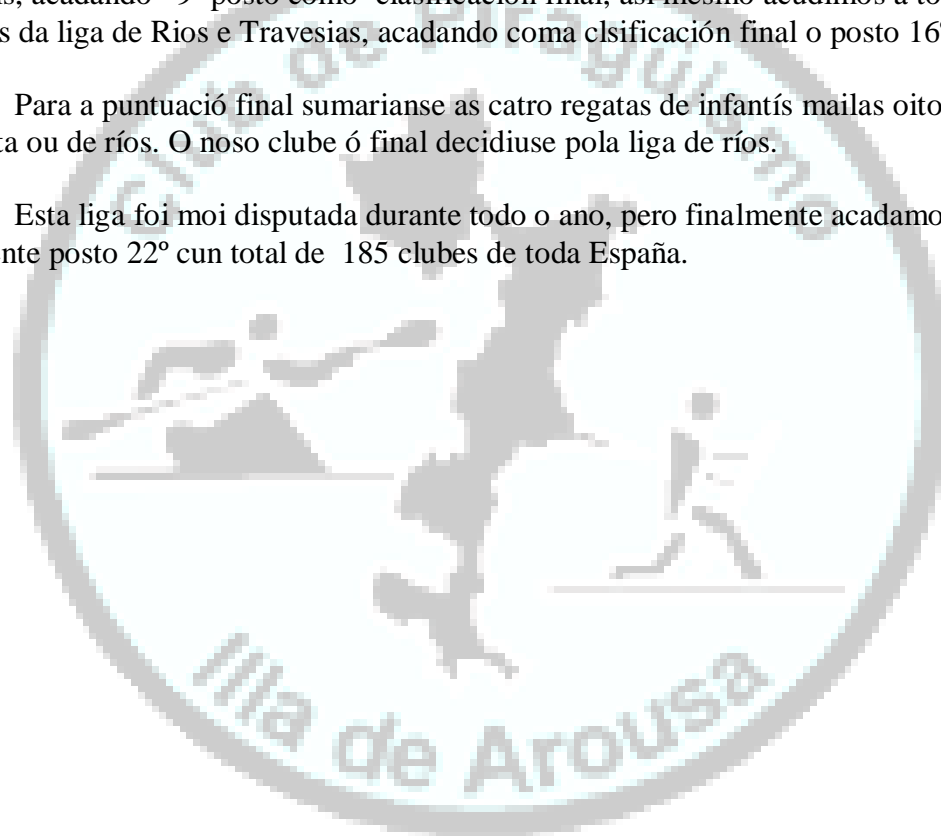 s, acadando 9º posto como clasificación final, así mesmo acudimos a to
s da liga de Rios e Travesias, acadando coma clsificación final o posto 16
Para a puntuació final sumarianse as catro regatas de infantís mailas oito
ta ou de ríos. O noso clube ó final decidiuse pola liga de ríos.
Esta liga foi moi disputada durante todo o ano, pero finalmente acadamo
ente posto 22º cun total de 185 clubes de toda España.
Clube de Piragüismo
Illa de Arousa